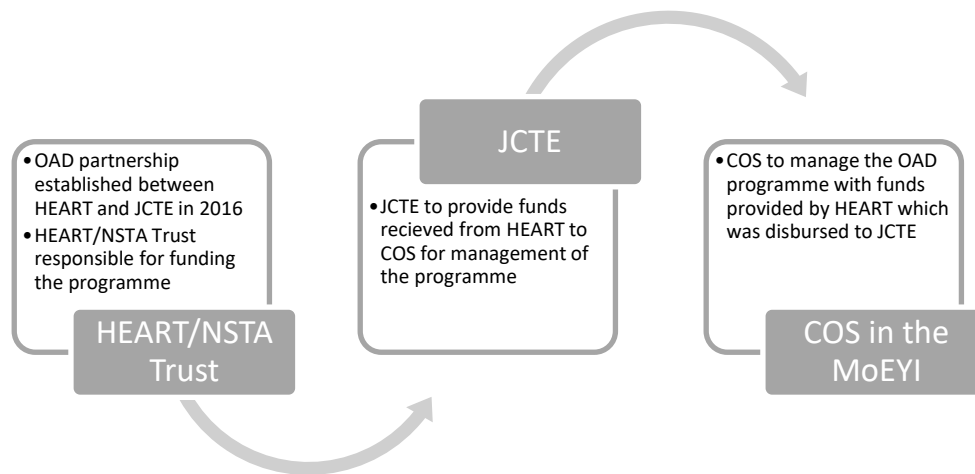 • OAD partnership
established between
HEART and JCTE in 2016
• HEART/NSTA Trust
responsible for funding
the programme
HEART/NSTA
Trust
JCTE
• JCTE to provide funds
recieved from HEART to
COS for management of
the programme
• COS to manage the OAD
programme with funds
provided by HEART which
was disbursed to JCTE
COS in the
MoEYI